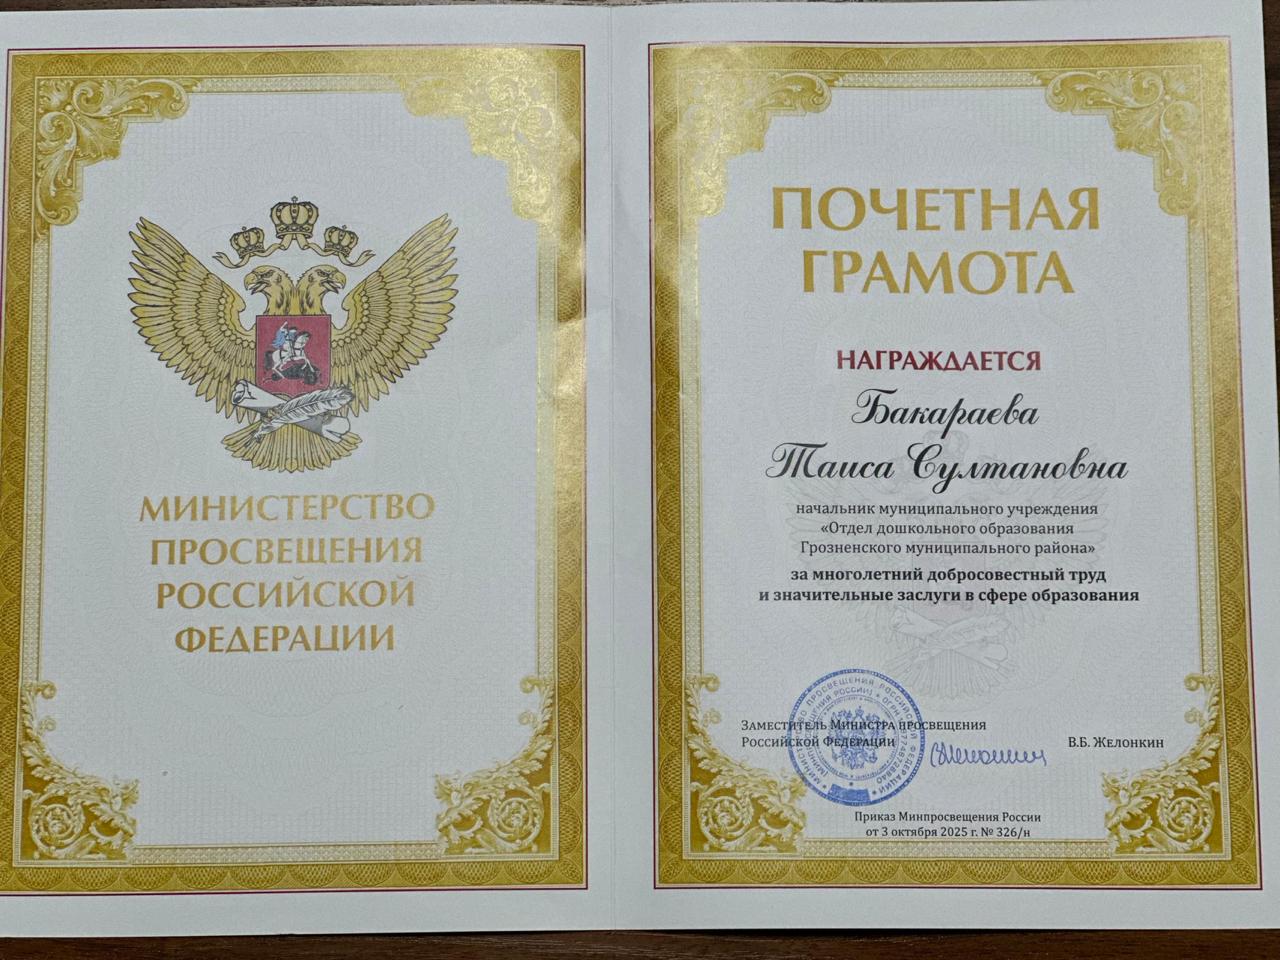 МИНИСТЕРСТВО
ПРОСВЕЩЕНИЯ
РОССИЙСКОЙ
ФЕДЕРАЦИИ
ПОЧЕТНАЯ
ГРАМОТА
НАГРАЖДАЕТСЯ
Бакараева
Таиса Султановна
начальник муниципального учреждения
«Отдел дошкольного образования
Грозненского муниципального района»
за многолетний добросовестный труд
и значительные заслуги в сфере образования
Заместитель Министра просвещения
Российской Федерации
В.Б. Желонкин
Приказ Минпросвещения России
от 3 октября 2025 г. № 326/н